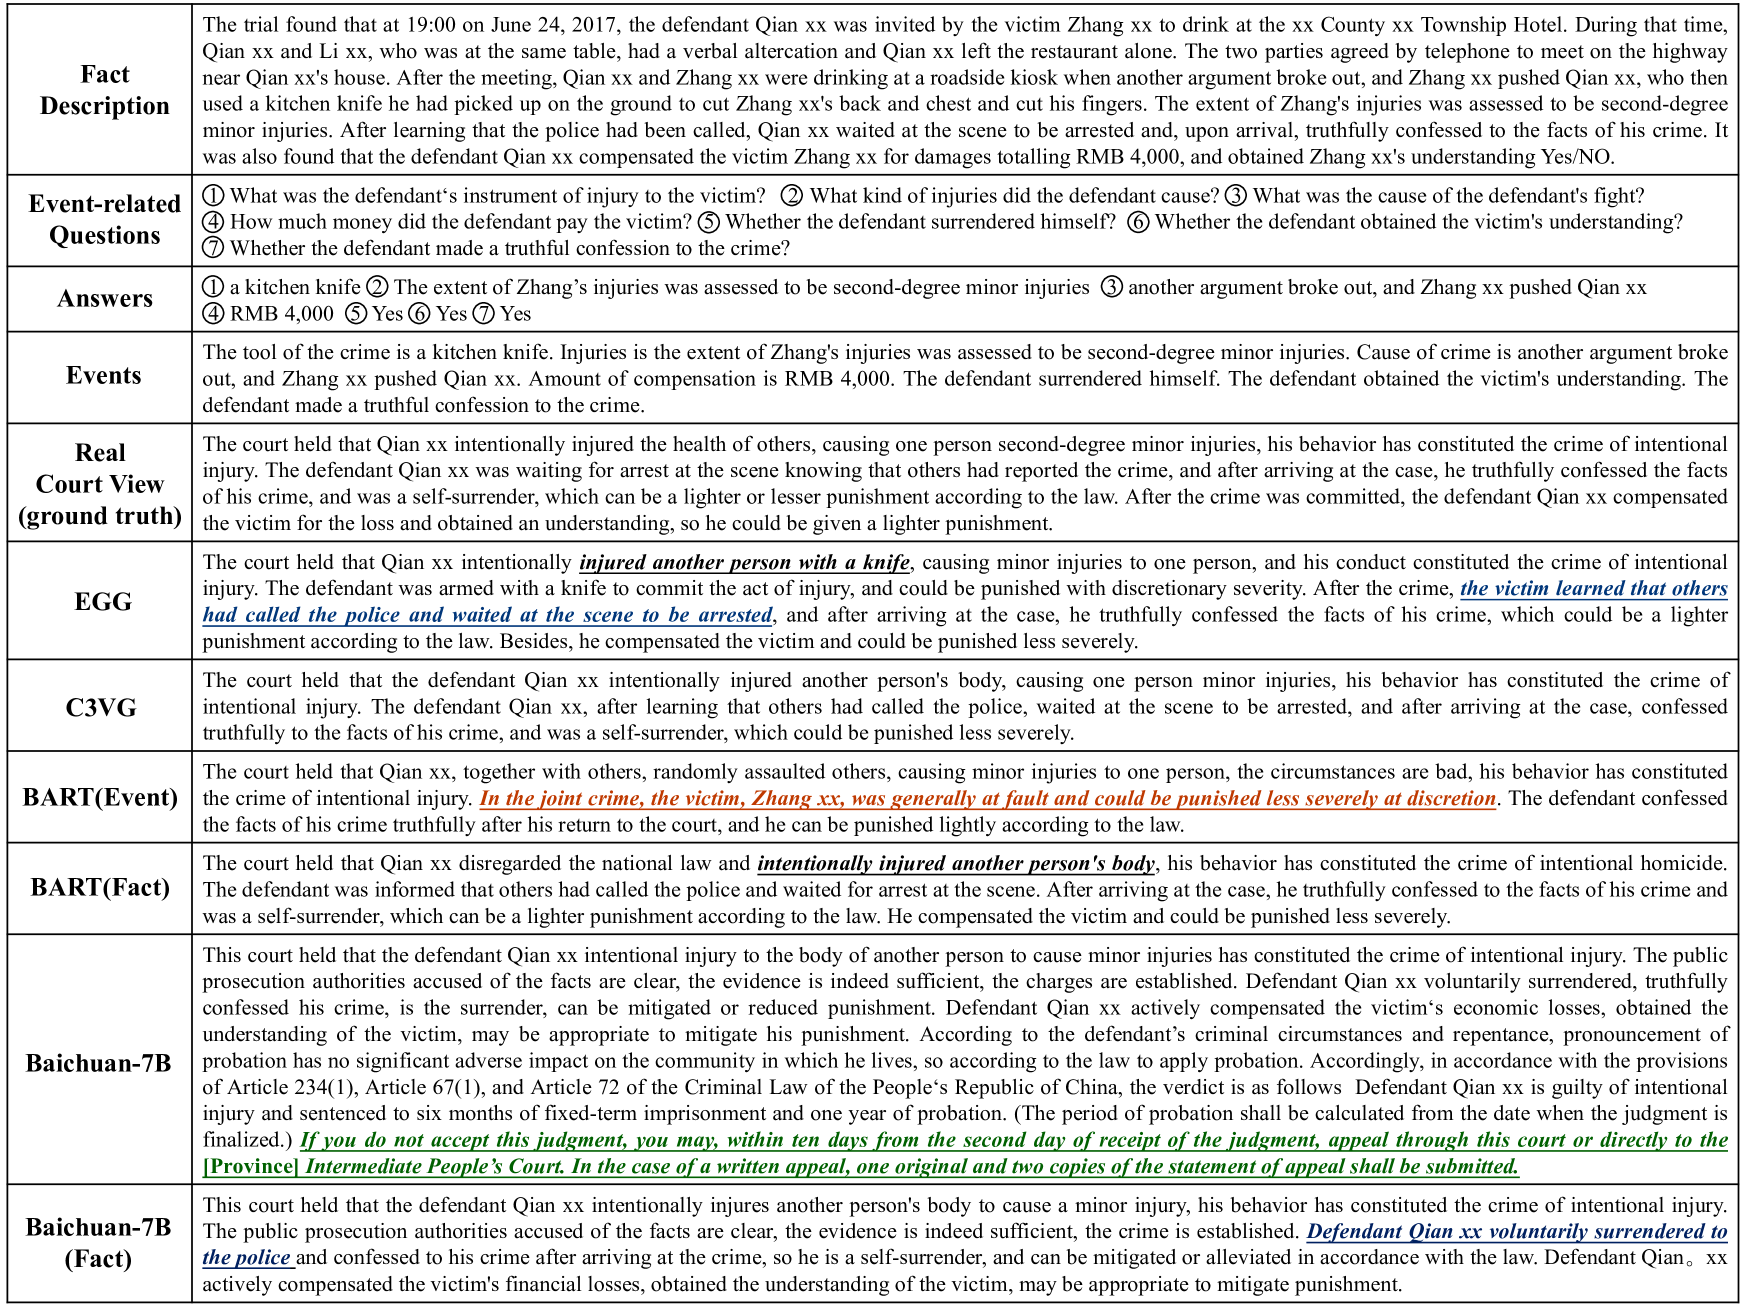 Fact
Description
The trial found that at 19:00 on June 24, 2017, the defendant Qian xx was invited by the victim Zhang xx to drink at the xx County xx Township Hotel. During that time,
Qian xx and Li xx, who was at the same table, had a verbal altercation and Qian xx left the restaurant alone. The two parties agreed by telephone to meet on the highway
near Qian xx's house. After the meeting, Qian xx and Zhang xx were drinking at a roadside kiosk when another argument broke out, and Zhang xx pushed Qian xx, who then
used a kitchen knife he had picked up on the ground to cut Zhang xx's back and chest and cut his fingers. The extent of Zhang's injuries was assessed to be second-degree
minor injuries. After learning that the police had been called, Qian xx waited at the scene to be arrested and, upon arrival, truthfully confessed to the facts of his crime. It
was also found that the defendant Qian xx compensated the victim Zhang xx for damages totalling RMB 4,000, and obtained Zhang xx's understanding Yes/NO.
Event-related
Questions
① What was the defendant‘s instrument of injury to the victim? ② What kind of injuries did the defendant cause? ③ What was the cause of the defendant's fight?
④ How much money did the defendant pay the victim? ⑤ Whether the defendant surrendered himself? ⑥ Whether the defendant obtained the victim's understanding?
⑦ Whether the defendant made a truthful confession to the crime?
Answers
① a kitchen knife ② The extent of Zhang’s injuries was assessed to be second-degree minor injuries ③ another argument broke out, and Zhang xx pushed Qian xx
④ RMB 4,000 ⑤ Yes ⑥ Yes ⑦ Yes
Events
The tool of the crime is a kitchen knife. Injuries is the extent of Zhang's injuries was assessed to be second-degree minor injuries. Cause of crime is another argument broke
out, and Zhang xx pushed Qian xx. Amount of compensation is RMB 4,000. The defendant surrendered himself. The defendant obtained the victim's understanding. The
defendant made a truthful confession to the crime.
Real
Court View
(ground truth)
The court held that Qian xx intentionally injured the health of others, causing one person second-degree minor injuries, his behavior has constituted the crime of intentional
injury. The defendant Qian xx was waiting for arrest at the scene knowing that others had reported the crime, and after arriving at the case, he truthfully confessed the facts
of his crime, and was a self-surrender, which can be a lighter or lesser punishment according to the law. After the crime was committed, the defendant Qian xx compensated
the victim for the loss and obtained an understanding, so he could be given a lighter punishment.
EGG
The court held that Qian xx intentionally injured another person with a knife, causing minor injuries to one person, and his conduct constituted the crime of intentional
injury. The defendant was armed with a knife to commit the act of injury, and could be punished with discretionary severity. After the crime, the victim learned that others
had called the police and waited at the scene to be arrested, and after arriving at the case, he truthfully confessed the facts of his crime, which could be a lighter
punishment according to the law. Besides, he compensated the victim and could be punished less severely.
C3VG
The court held that the defendant Qian xx intentionally injured another person's body, causing one person minor injuries, his behavior has constituted the crime of
intentional injury. The defendant Qian xx, after learning that others had called the police, waited at the scene to be arrested, and after arriving at the case, confessed
truthfully to the facts of his crime, and was a self-surrender, which could be punished less severely.
BART(Event)
The court held that Qian xx, together with others, randomly assaulted others, causing minor injuries to one person, the circumstances are bad, his behavior has constituted
the crime of intentional injury. In the joint crime, the victim, Zhang xx, was generally at fault and could be punished less severely at discretion. The defendant confessed
the facts of his crime truthfully after his return to the court, and he can be punished lightly according to the law.
BART(Fact)
The court held that Qian xx disregarded the national law and intentionally injured another person's body, his behavior has constituted the crime of intentional homicide.
The defendant was informed that others had called the police and waited for arrest at the scene. After arriving at the case, he truthfully confessed to the facts of his crime and
was a self-surrender, which can be a lighter punishment according to the law. He compensated the victim and could be punished less severely.
Baichuan-7B
This court held that the defendant Qian xx intentional injury to the body of another person to cause minor injuries has constituted the crime of intentional injury. The public
prosecution authorities accused of the facts are clear, the evidence is indeed sufficient, the charges are established. Defendant Qian xx voluntarily surrendered, truthfully
confessed his crime, is the surrender, can be mitigated or reduced punishment. Defendant Qian xx actively compensated the victim‘s economic losses, obtained the
understanding of the victim, may be appropriate to mitigate his punishment. According to the defendant’s criminal circumstances and repentance, pronouncement of
probation has no significant adverse impact on the community in which he lives, so according to the law to apply probation. Accordingly, in accordance with the provisions
of Article 234(1), Article 67(1), and Article 72 of the Criminal Law of the People‘s Republic of China, the verdict is as follows Defendant Qian xx is guilty of intentional
injury and sentenced to six months of fixed-term imprisonment and one year of probation. (The period of probation shall be calculated from the date when the judgment is
finalized.) If you do not accept this judgment, you may, within ten days from the second day of receipt of the judgment, appeal through this court or directly to the
[Province] Intermediate People’s Court. In the case of a written appeal, one original and two copies of the statement of appeal shall be submitted.
Baichuan-7B
(Fact)
This court held that the defendant Qian xx intentionally injures another person's body to cause a minor injury, his behavior has constituted the crime of intentional injury.
The public prosecution authorities accused of the facts are clear, the evidence is indeed sufficient, the crime is established. Defendant Qian xx voluntarily surrendered to
the police and confessed to his crime after arriving at the crime, so he is a self-surrender, and can be mitigated or alleviated in accordance with the law. Defendant Qian。xx
actively compensated the victim's financial losses, obtained the understanding of the victim, may be appropriate to mitigate punishment.